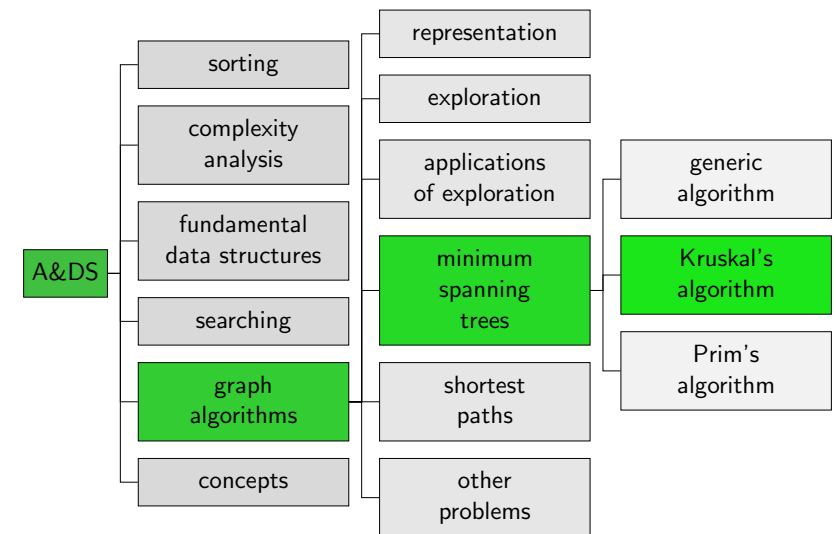 A&DS
sorting
complexity
analysis
fundamental
data structures
searching
graph
algorithms
concepts
representation
exploration
applications
of exploration
minimum
spanning
trees
shortest
paths
other
problems
generic
algorithm
Kruskal's
algorithm
Prim's
algorithm